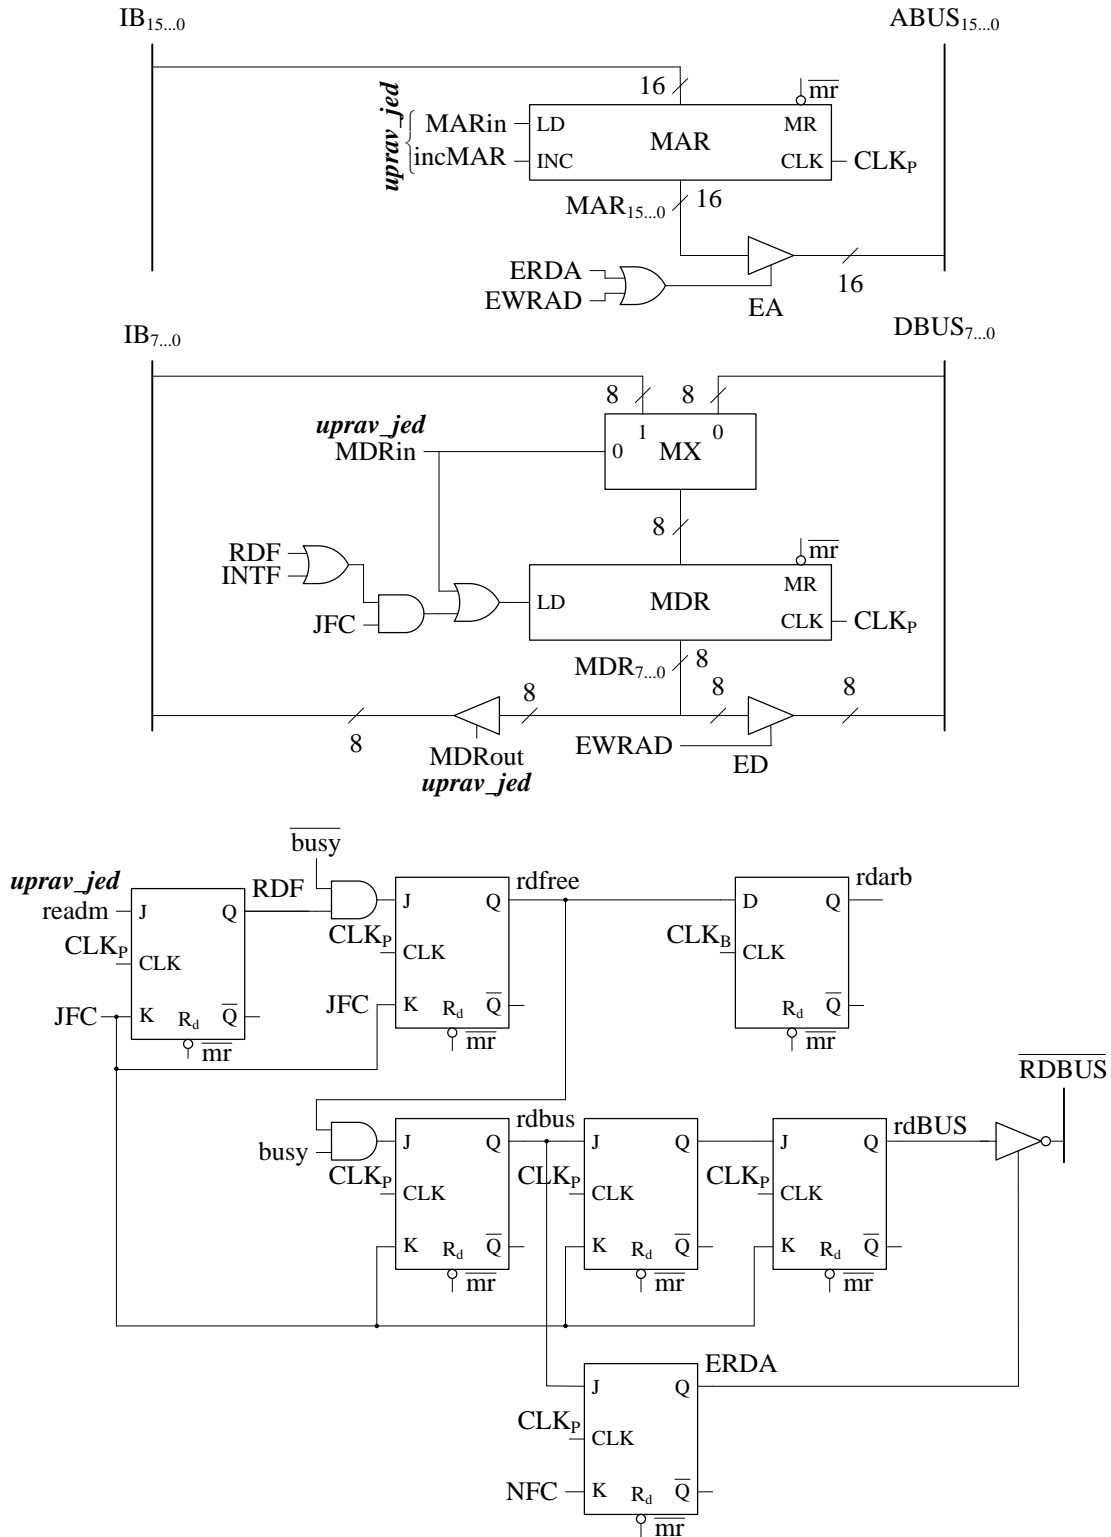 IB15...0
ABUS15...0
uprav_jed
16
mr
MARin
LD
MAR
MR
incMAR
INC
CLK
CLKP
MAR15...0
16
ERDA
EWRAD
EA
16
IB7...0
DBUS7...0
8
8
uprav_jed
MDRin
1
0
0
MX
8
RDF
INTF
mr
JFC
LD
MDR
MR
CLK
CLKP
MDR7...0
8
8
8
8
8
EWRAD
MDRout
ED
uprav_jed
busy
uprav_jed
readm
RDF
rdfree
rdarb
J
Q
J
Q
D
Q
CLKP
CLK
CLKP
CLK
CLKB
CLK
JFC
K
Rd
Q
mr
JFC
K
Rd
Q
mr
Rd
Q
mr
RDBUS
rdbus
rdBUS
busy
J
Q
J
Q
J
Q
CLKP
CLK
CLKP
CLK
CLKP
CLK
K
Rd
Q
mr
K
Rd
Q
mr
K
Rd
Q
mr
ERDA
J
Q
CLKP
CLK
NFC
K
Rd
Q
mr